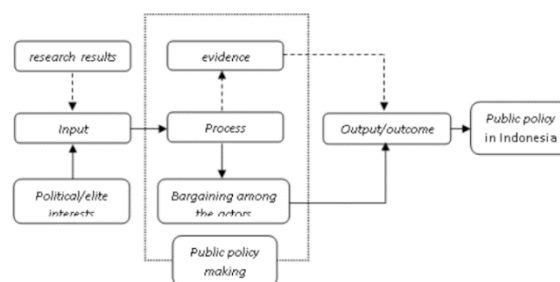 research results
evidence
Input
Process
Output/outcome
Public policy
in Indonesia
Political/elite
interests
Bargaining among
the actors
Public policy
making